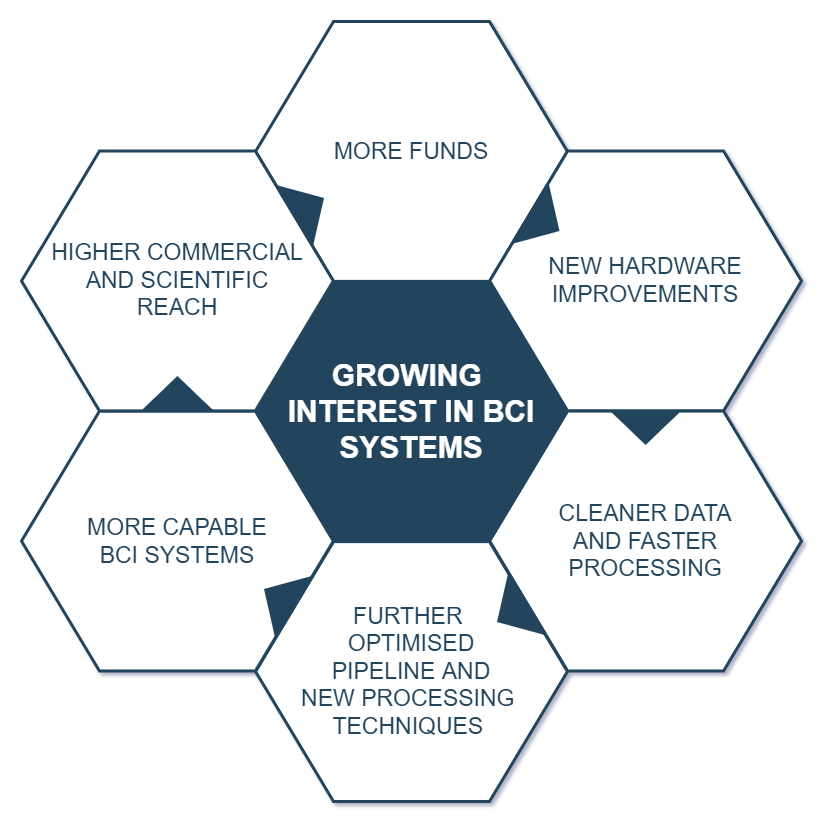 MORE FUNDS
NEW HARDWARE
IMPROVEMENTS
CLEANER DATA
AND FASTER
PROCESSING
FURTHER
OPTIMISED
PIPELINE AND
NEW PROCESSING
TECHNIQUES
MORE CAPABLE
BCI SYSTEMS
HIGHER COMMERCIAL
AND SCIENTIFIC
REACH
GROWING
INTEREST IN BCI
SYSTEMS